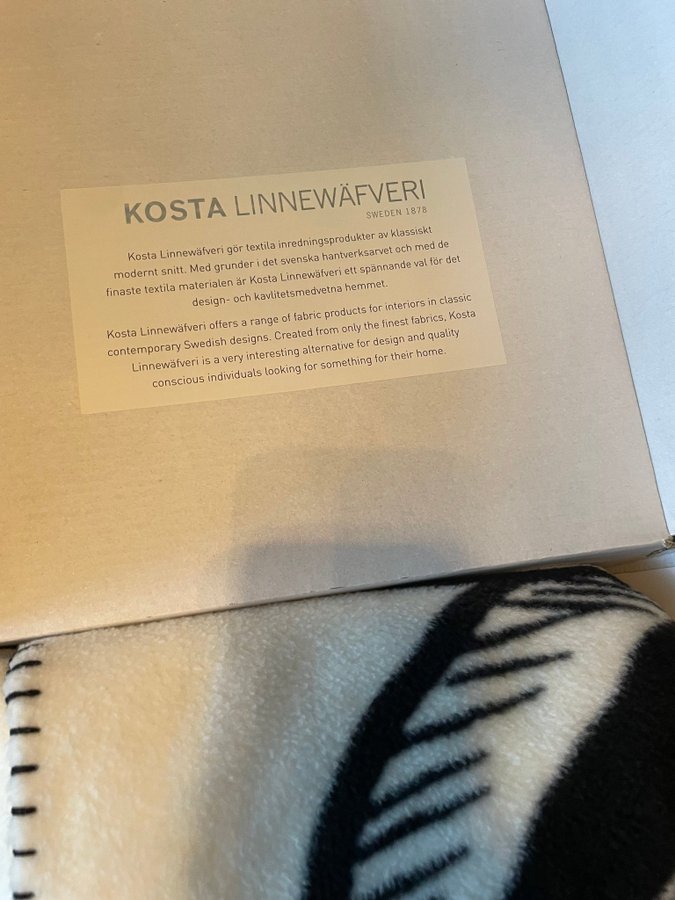 KOSTA LINNEWÄFVERI
SWEDEN 1878
Kosta Linnewäfveri gör textila inredningsprodukter av klassiskt
modernt snitt. Med grunder i det svenska hantverksarvet och med de
finaste textila materialen är Kosta Linnewäfveri ett spännande val för det
design- och kavlitetsmedvetna hemmet.
Kosta Linnewäfveri offers a range of fabric products for interiors in classic
contemporary Swedish designs. Created from only the finest fabrics, Kosta
Linnewäfveri is a very interesting alternative for design and quality
conscious individuals looking for something for their home.